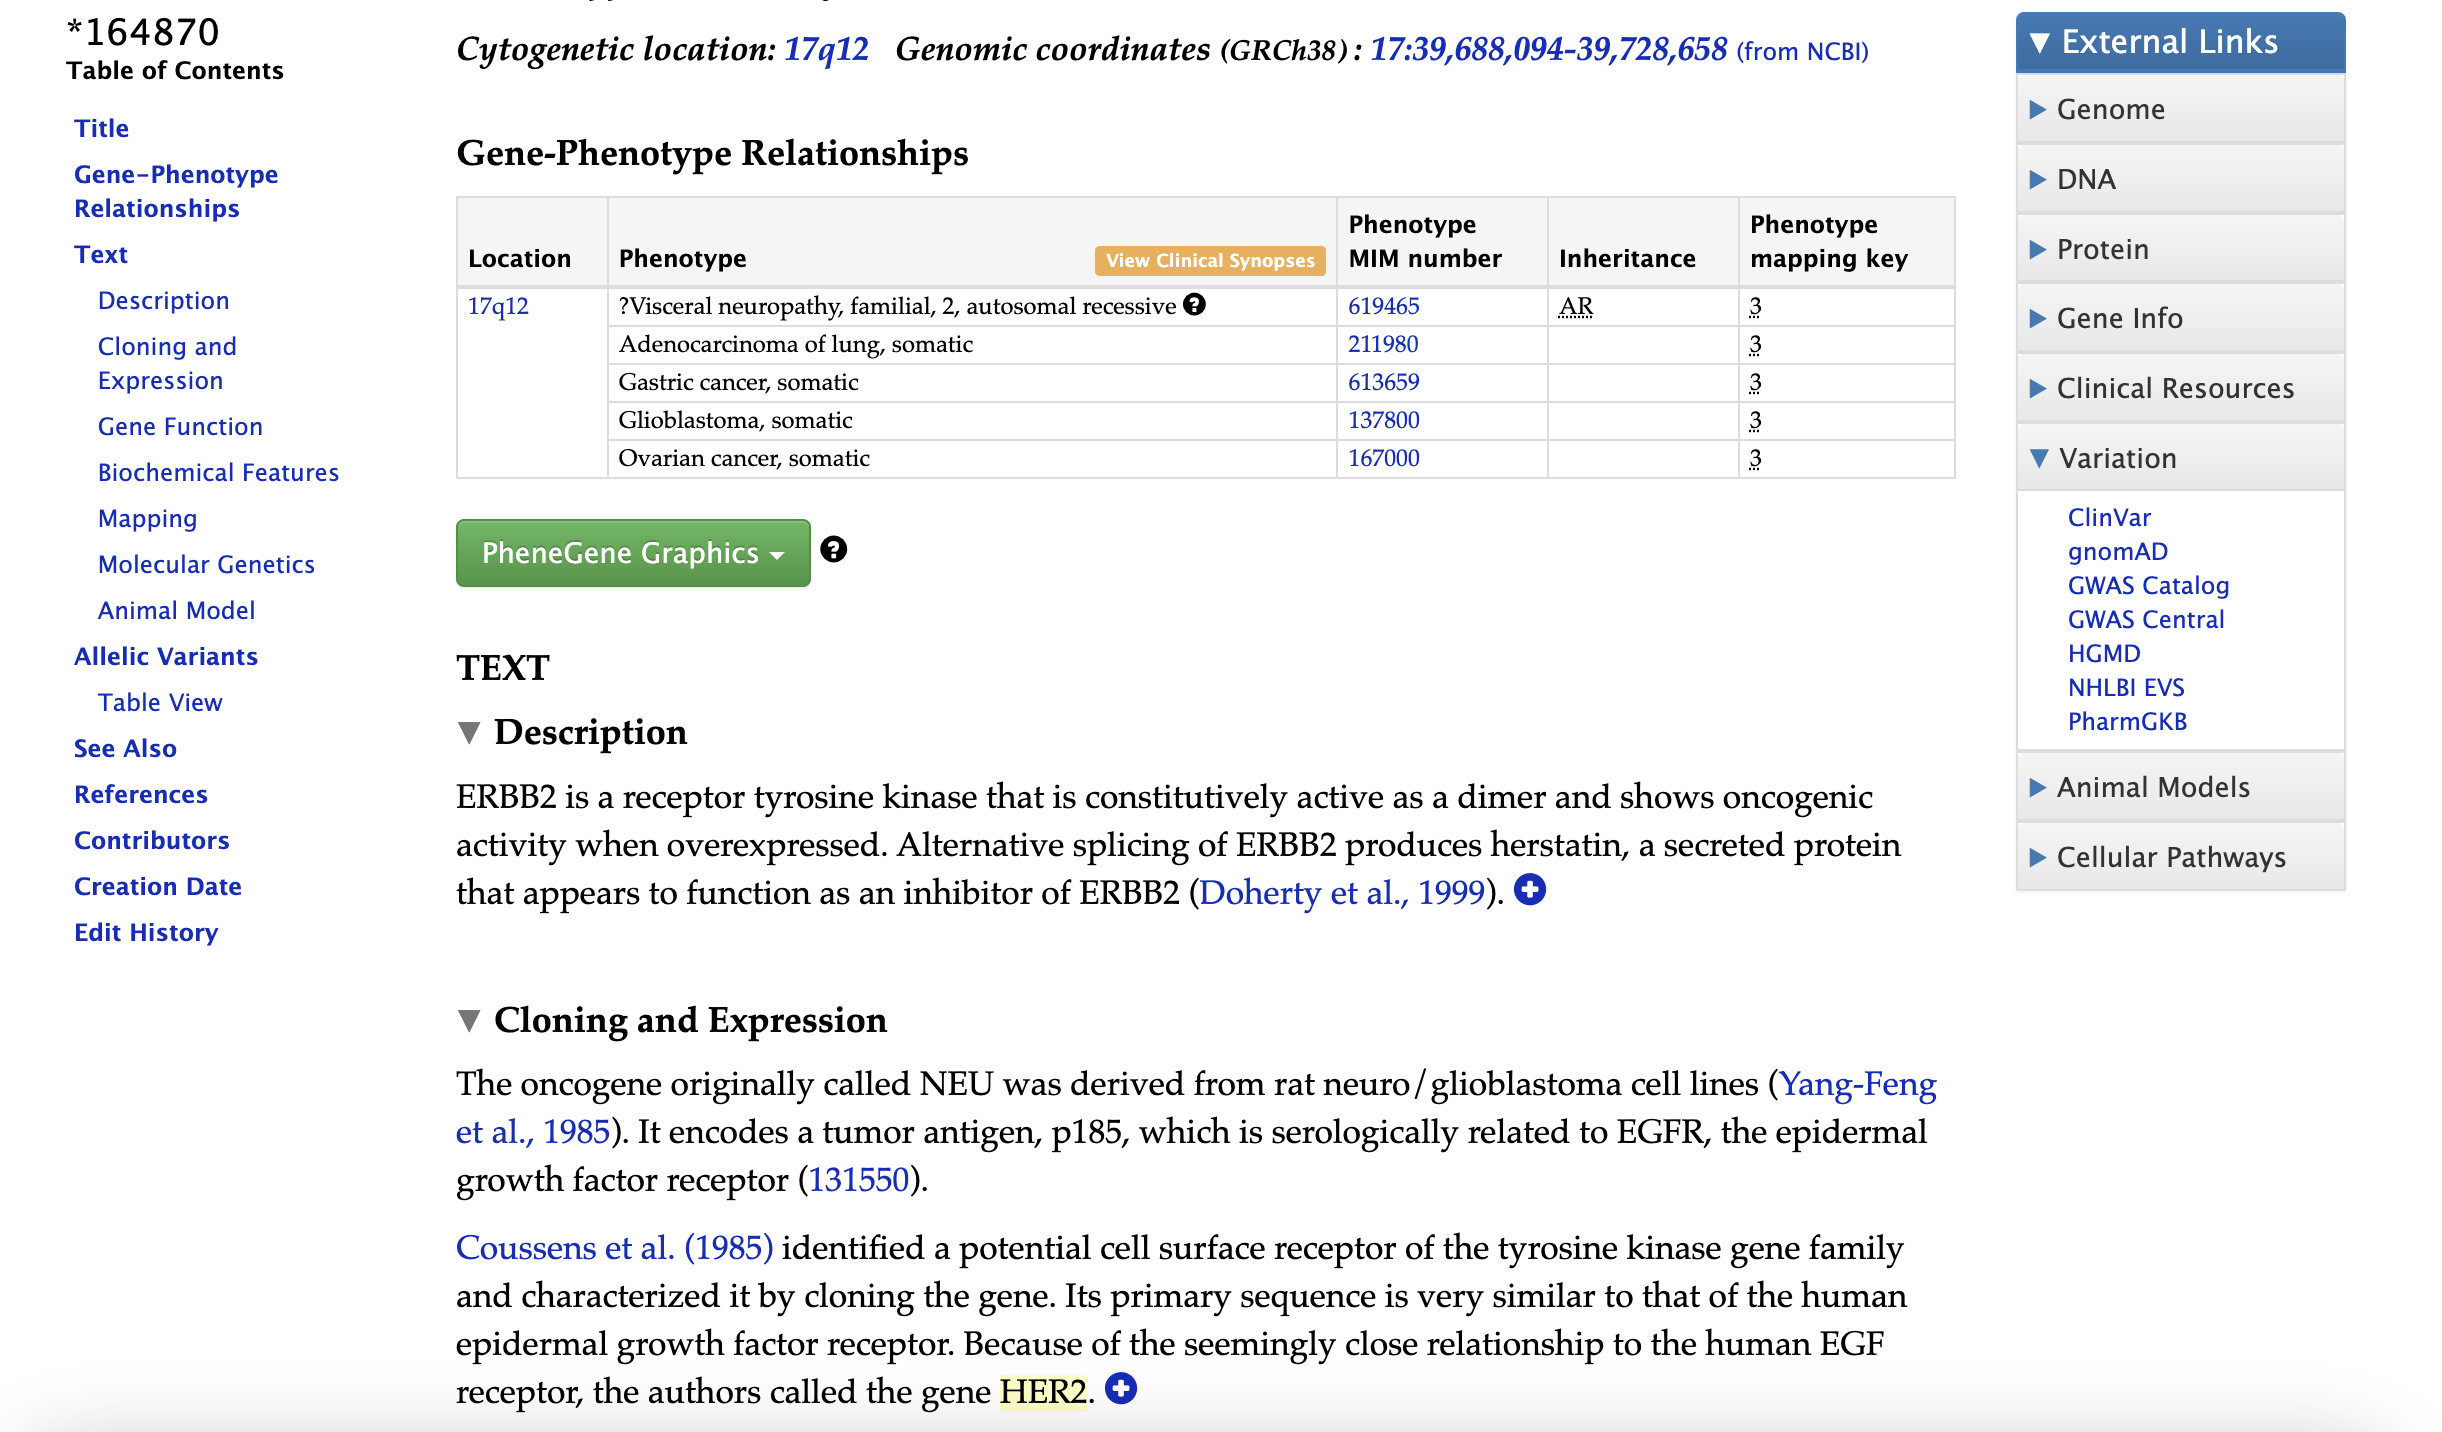 *164870
Table of Contents
Title
Gene-Phenotype
Relationships
Text
Description
Cloning and
Expression
Gene Function
Biochemical Features
Mapping
Molecular Genetics
Animal Model
Allelic Variants
Table View
See Also
References
Contributors
Creation Date
Edit History
Cytogenetic location: 17q12 Genomic coordinates (GRCh38) : 17:39,688,094-39,728,658 (from NCBI)
Gene-Phenotype Relationships
Location Phenotype View Clinical Synopses Phenotype MIM number Inheritance Phenotype mapping key
17q12 ?Visceral neuropathy, familial, 2, autosomal recessive ? 619465 AR 3
Adenocarcinoma of lung, somatic 211980 3
Gastric cancer, somatic 613659 3
Glioblastoma, somatic 137800 3
Ovarian cancer, somatic 167000 3
PheneGene Graphics ?
TEXT
Description
ERBB2 is a receptor tyrosine kinase that is constitutively active as a dimer and shows oncogenic
activity when overexpressed. Alternative splicing of ERBB2 produces herstatin, a secreted protein
that appears to function as an inhibitor of ERBB2 (Doherty et al., 1999).
Cloning and Expression
The oncogene originally called NEU was derived from rat neuro/glioblastoma cell lines (Yang-Feng
et al., 1985). It encodes a tumor antigen, p185, which is serologically related to EGFR, the epidermal
growth factor receptor (131550).
Coussens et al. (1985) identified a potential cell surface receptor of the tyrosine kinase gene family
and characterized it by cloning the gene. Its primary sequence is very similar to that of the human
epidermal growth factor receptor. Because of the seemingly close relationship to the human EGF
receptor, the authors called the gene HER2.
External Links
Genome
DNA
Protein
Gene Info
Clinical Resources
Variation
ClinVar
gnomAD
GWAS Catalog
GWAS Central
HGMD
NHLBI EVS
PharmGKB
Animal Models
Cellular Pathways